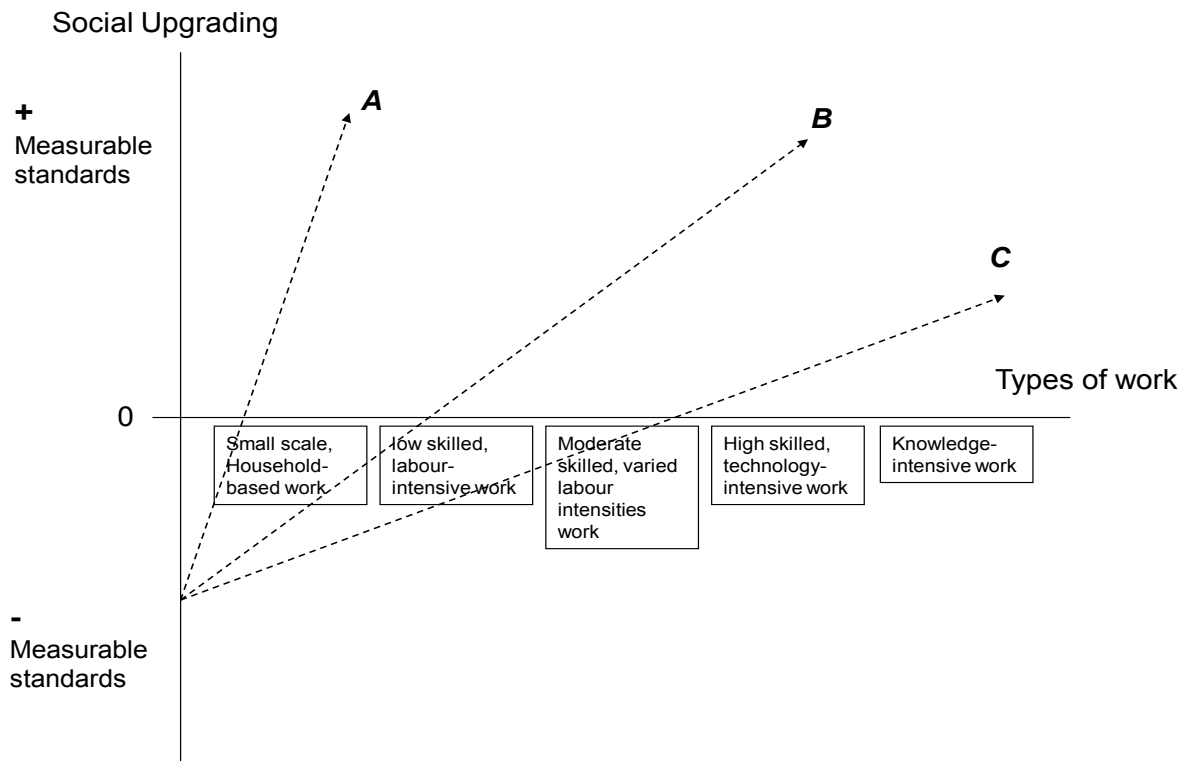 Social Upgrading
+
Measurable
standards
A
B
C
Types of work
0
Small scale,
Household-
based work
low skilled,
labour-
intensive work
Moderate
skilled, varied
labour
intensities
work
High skilled,
technology-
intensive work
Knowledge-
intensive work
-
Measurable
standards